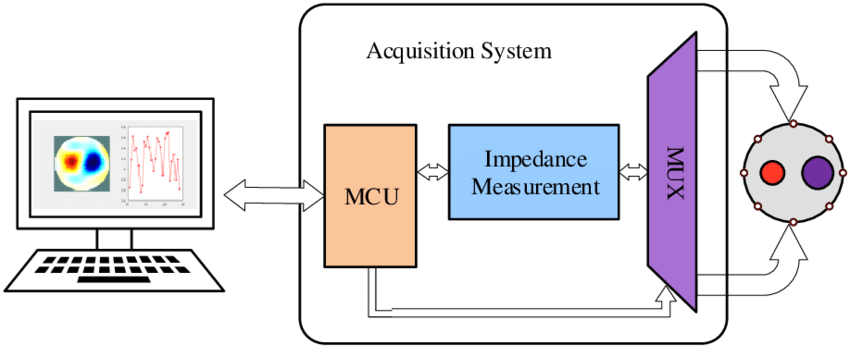 Acquisition System
MCU
Impedance
Measurement
MUX